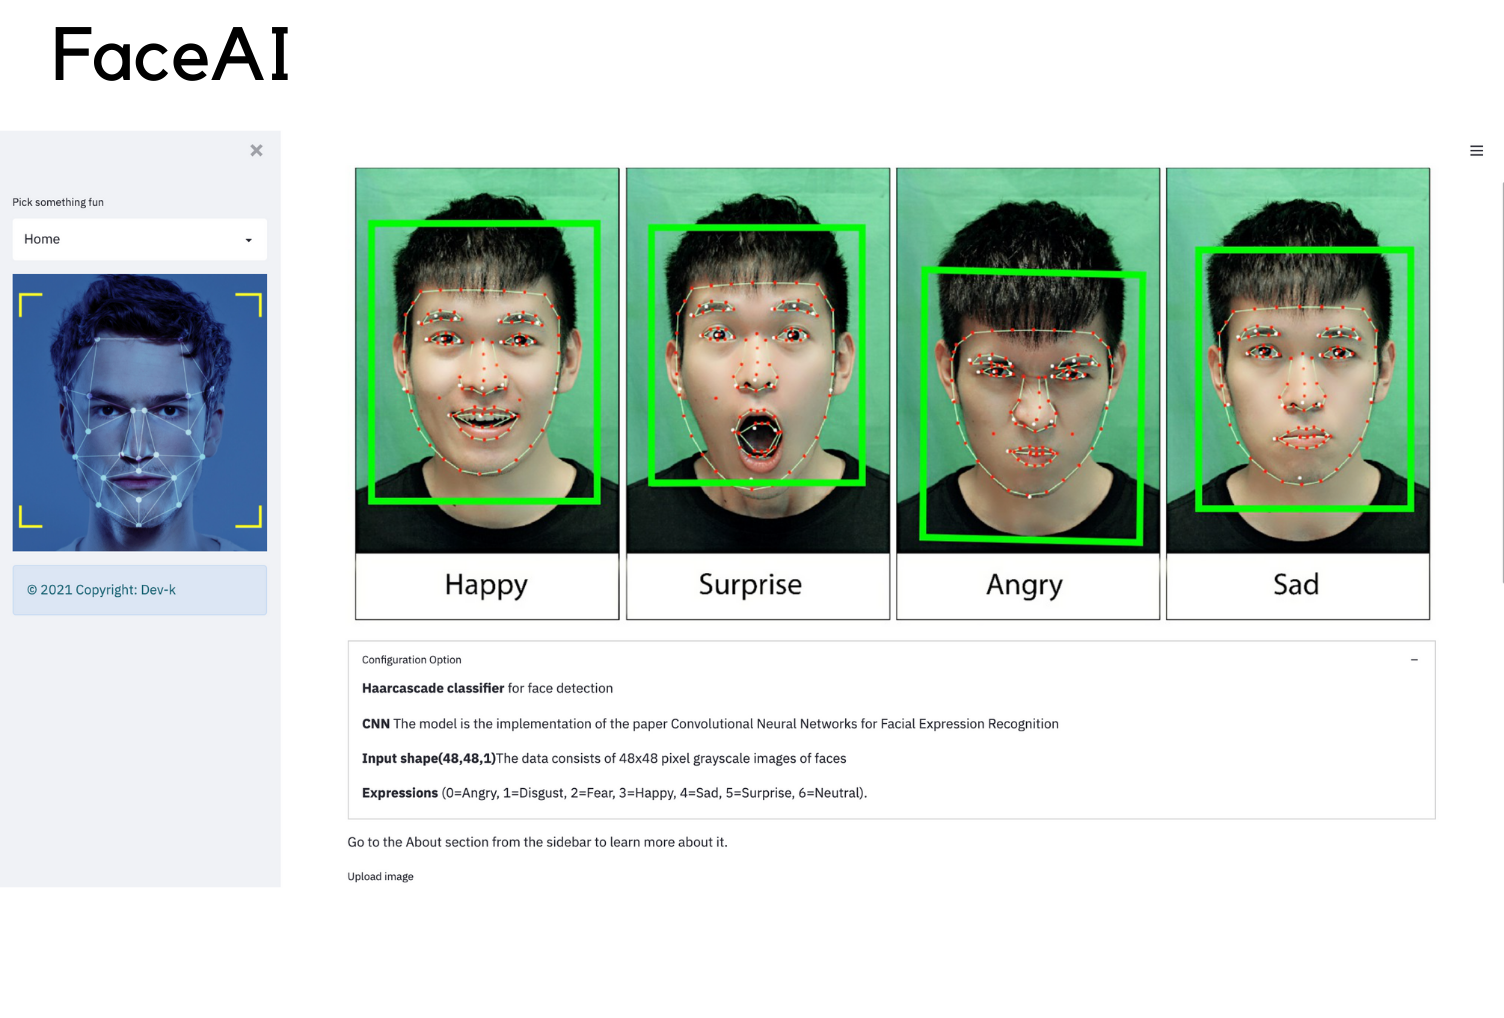 FaceAI
Pick something fun
Home
© 2021 Copyright: Dev-k
Happy
Surprise
Angry
Sad
Configuration Option
Haarcascade classifier for face detection
CNN The model is the implementation of the paper Convolutional Neural Networks for Facial Expression Recognition
Input shape(48,48,1)The data consists of 48x48 pixel grayscale images of faces
Expressions (0=Angry, 1=Disgust, 2=Fear, 3=Happy, 4=Sad, 5=Surprise, 6=Neutral).
Go to the About section from the sidebar to learn more about it.
Upload image